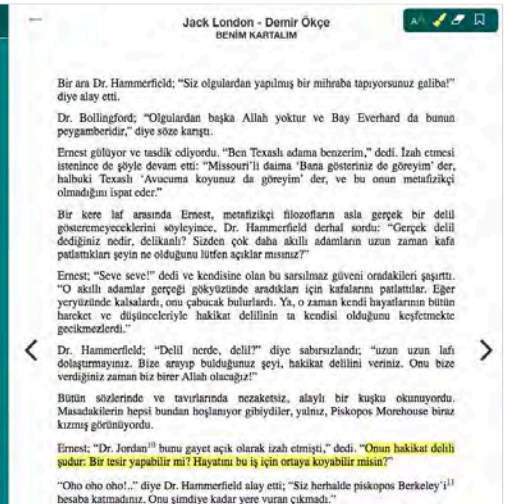 Jack London - Demir Ökçe
BENİM KARTALIM
Bir ara Dr. Hammerfield; “Siz olgulardan yapılmış bir mihraba tapıyorsunuz galiba!”
diye alay etti.
Dr. Bollingford; “Olgulardan başka Allah yoktur ve Bay Everhard da bunun
peygamberidir,” diye söze karıştı.
Ernest gülüyor ve tasdik ediyordu. “Ben Texaslı adama benzerim,” dedi. İzah etmesi
istenince de şöyle devam etti: “Missouri’li daima ‘Bana gösteriniz de göreyim’ der,
halbuki Texaslı ‘Avucuma koyunuz da göreyim’ der, ve bu onun metafizikçi
olmadığını ispat eder.”
Bir kere laf arasında Ernest, metafizikçi filozofların asla gerçek bir delil
gösteremeyeceklerini söyleyince, Dr. Hammerfield derhal sordu: “Gerçek delil
dediğiniz nedir, delikanlı? Sizden çok daha akıllı adamların uzun zaman kafa
patlattıkları şeyin ne olduğunu lütfen açıklar mısınız?”
Ernest; “Seve seve!” dedi ve kendisine olan bu sarsılmaz güveni oradakileri şaşırttı.
“O akıllı adamlar gerçeği gökyüzünde aradıkları için kafalarını patlattılar. Eğer
yeryüzünde kalsalardı, onu çabucak bulurlardı. Ya, o zaman kendi hayatlarının bütün
hareket ve düşünceleriyle hakikat delilinin ta kendisi olduğunu keşfetmekte
gecikmezlerdi.”
Dr. Hammerfield; “Delil nerde, delil?” diye sabırsızlandı; “uzun uzun lafı
dolaştırmayınız. Bize arayıp bulduğunuz şeyi, hakikat delilini veriniz. Onu bize
verdiğiniz zaman biz birer Allah olacağız!”
Bütün sözlerinde ve tavırlarında nezaketsiz, alaylı bir kuşku okunuyordu.
Masadakilerin hepsi bundan hoşlanıyor gibiydiler, yalnız, Piskopos Morehouse biraz
kızmış görünüyordu.
Ernest; “Dr. Jordan¹⁰ bunu gayet açık olarak izah etmişti,” dedi. “Onun hakikat delili
şudur: Bir tesir yapabilir mi? Hayatını bu iş için ortaya koyabilir misin?”
“Oho oho oho!..” diye Dr. Hammerfield alay etti; “Siz herhalde piskopos Berkeley’i¹¹
hesaba katmadınız. Onu şimdiye kadar yere vuran çıkmadı.”